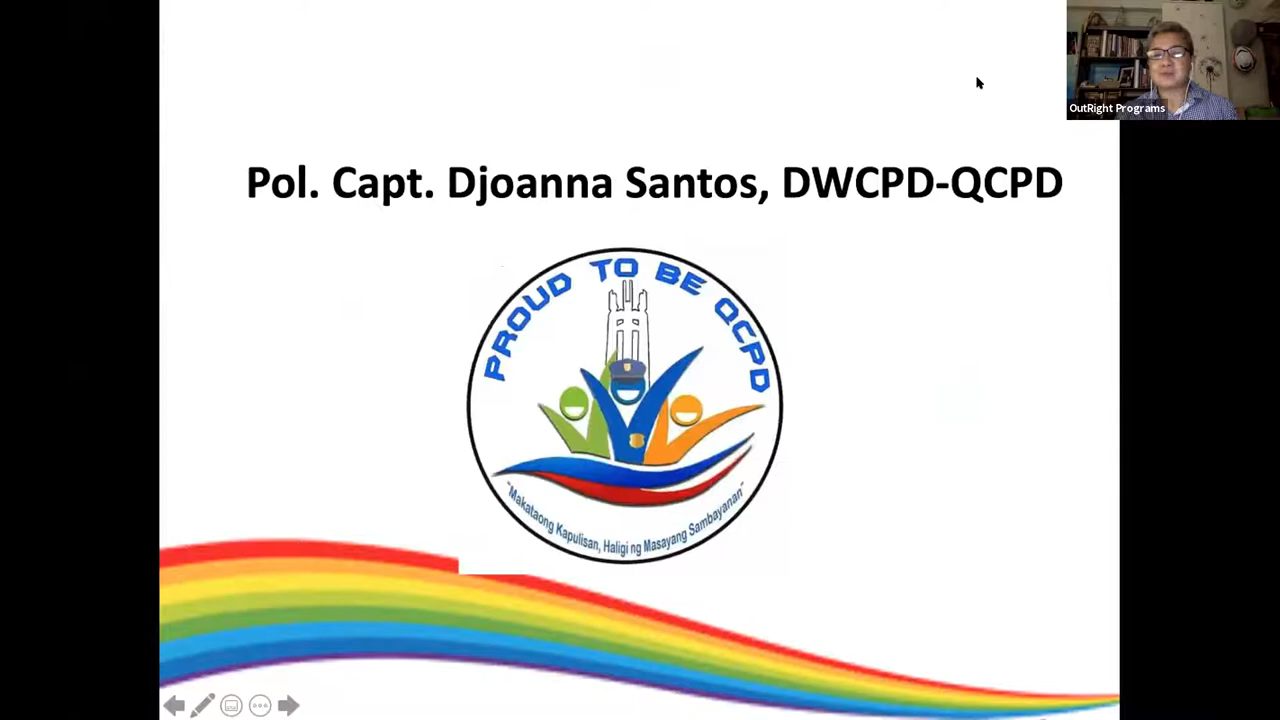 OutRight Programs
Pol. Capt. Djoanna Santos, DWCPD-QCPD
PROUD TO BE QCPD
"Makataong Kapulisan, Haligi ng Masayang Sambayanan"